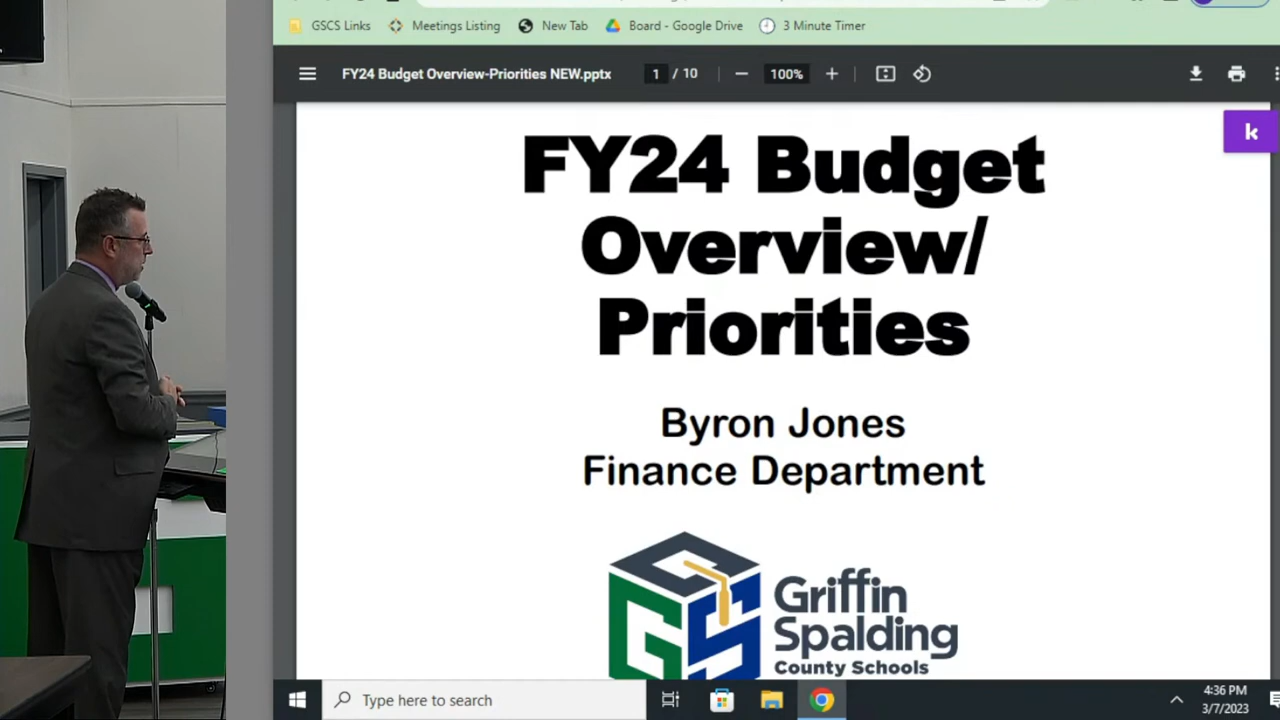 GSCS Links Meetings Listing New Tab Board - Google Drive 3 Minute Timer
FY24 Budget Overview-Priorities NEW.pptx 1 / 10 100%
k
FY24 Budget
Overview/
Priorities
Byron Jones
Finance Department
GSCS
Griffin
Spalding
County Schools
Type here to search
4:36 PM
3/7/2023